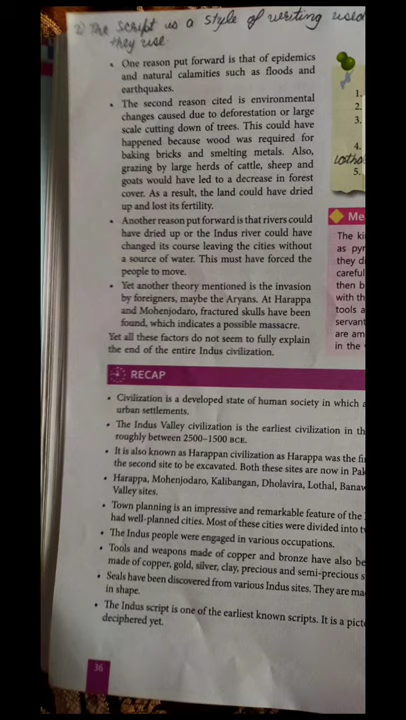 2) The script is a style of writing used
they use
• One reason put forward is that of epidemics
and natural calamities such as floods and
earthquakes.
• The second reason cited is environmental
changes caused due to deforestation or large
scale cutting down of trees. This could have
happened because wood was required for
baking bricks and smelting metals. Also,
grazing by large herds of cattle, sheep and
goats would have led to a decrease in forest
cover. As a result, the land could have dried
up and lost its fertility.
• Another reason put forward is that rivers could
have dried up or the Indus river could have
changed its course leaving the cities without
a source of water. This must have forced the
people to move.
• Yet another theory mentioned is the invasion
by foreigners, maybe the Aryans. At Harappa
and Mohenjodaro, fractured skulls have been
found, which indicates a possible massacre.
Yet all these factors do not seem to fully explain
the end of the entire Indus civilization.
1.
2.
3.
4.
Lotha
5.
Me
The ki
as pyr
they di
careful
then b
with th
tools a
servant
are am
in the
RECAP
• Civilization is a developed state of human society in which a
urban settlements.
• The Indus Valley civilization is the earliest civilization in th
roughly between 2500–1500 BCE.
• It is also known as Harappan civilization as Harappa was the fi
the second site to be excavated. Both these sites are now in Pak
• Harappa, Mohenjodaro, Kalibangan, Dholavira, Lothal, Banaw
Valley sites.
• Town planning is an impressive and remarkable feature of the
had well-planned cities. Most of these cities were divided into t
• The Indus people were engaged in various occupations.
• Tools and weapons made of copper and bronze have also be
made of copper, gold, silver, clay, precious and semi-precious s
• Seals have been discovered from various Indus sites. They are ma
in shape.
• The Indus script is one of the earliest known scripts. It is a pict
deciphered yet.
36